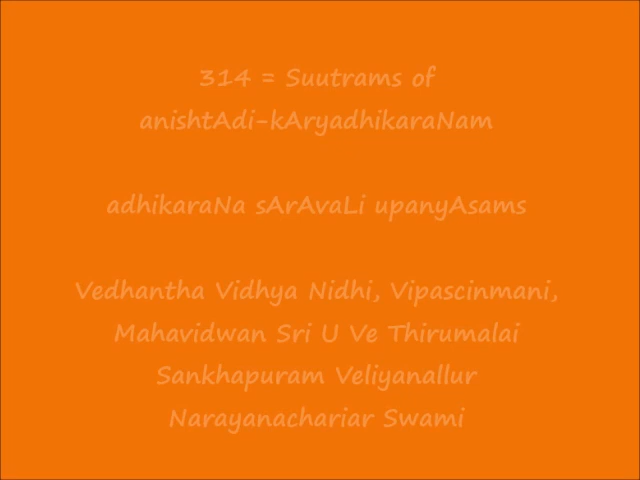 314 = Suutrams of
anishtAdi-kAryadhikaraNam
adhikaraNa sArAvaLi upanyAsams
Vedhantha Vidhya Nidhi, Vipascinmani,
Mahavidwan Sri U Ve Thirumalai
Sankhapuram Veliyanallur
Narayanachariar Swami